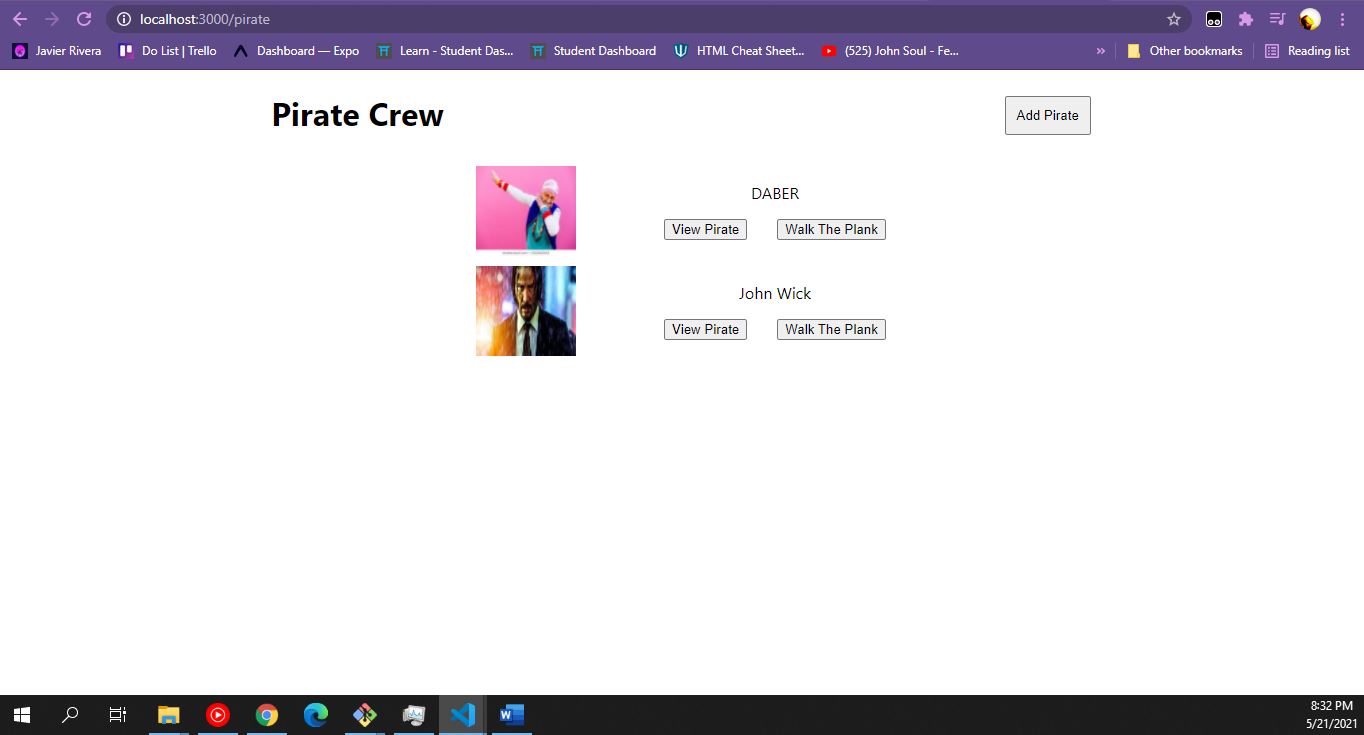 localhost:3000/pirate
Javier Rivera
Do List | Trello
Dashboard — Expo
Learn - Student Das...
Student Dashboard
HTML Cheat Sheet...
(525) John Soul - Fe...
»
Other bookmarks
Reading list
Pirate Crew
Add Pirate
DABER
View Pirate
Walk The Plank
John Wick
View Pirate
Walk The Plank
8:32 PM
5/21/2021